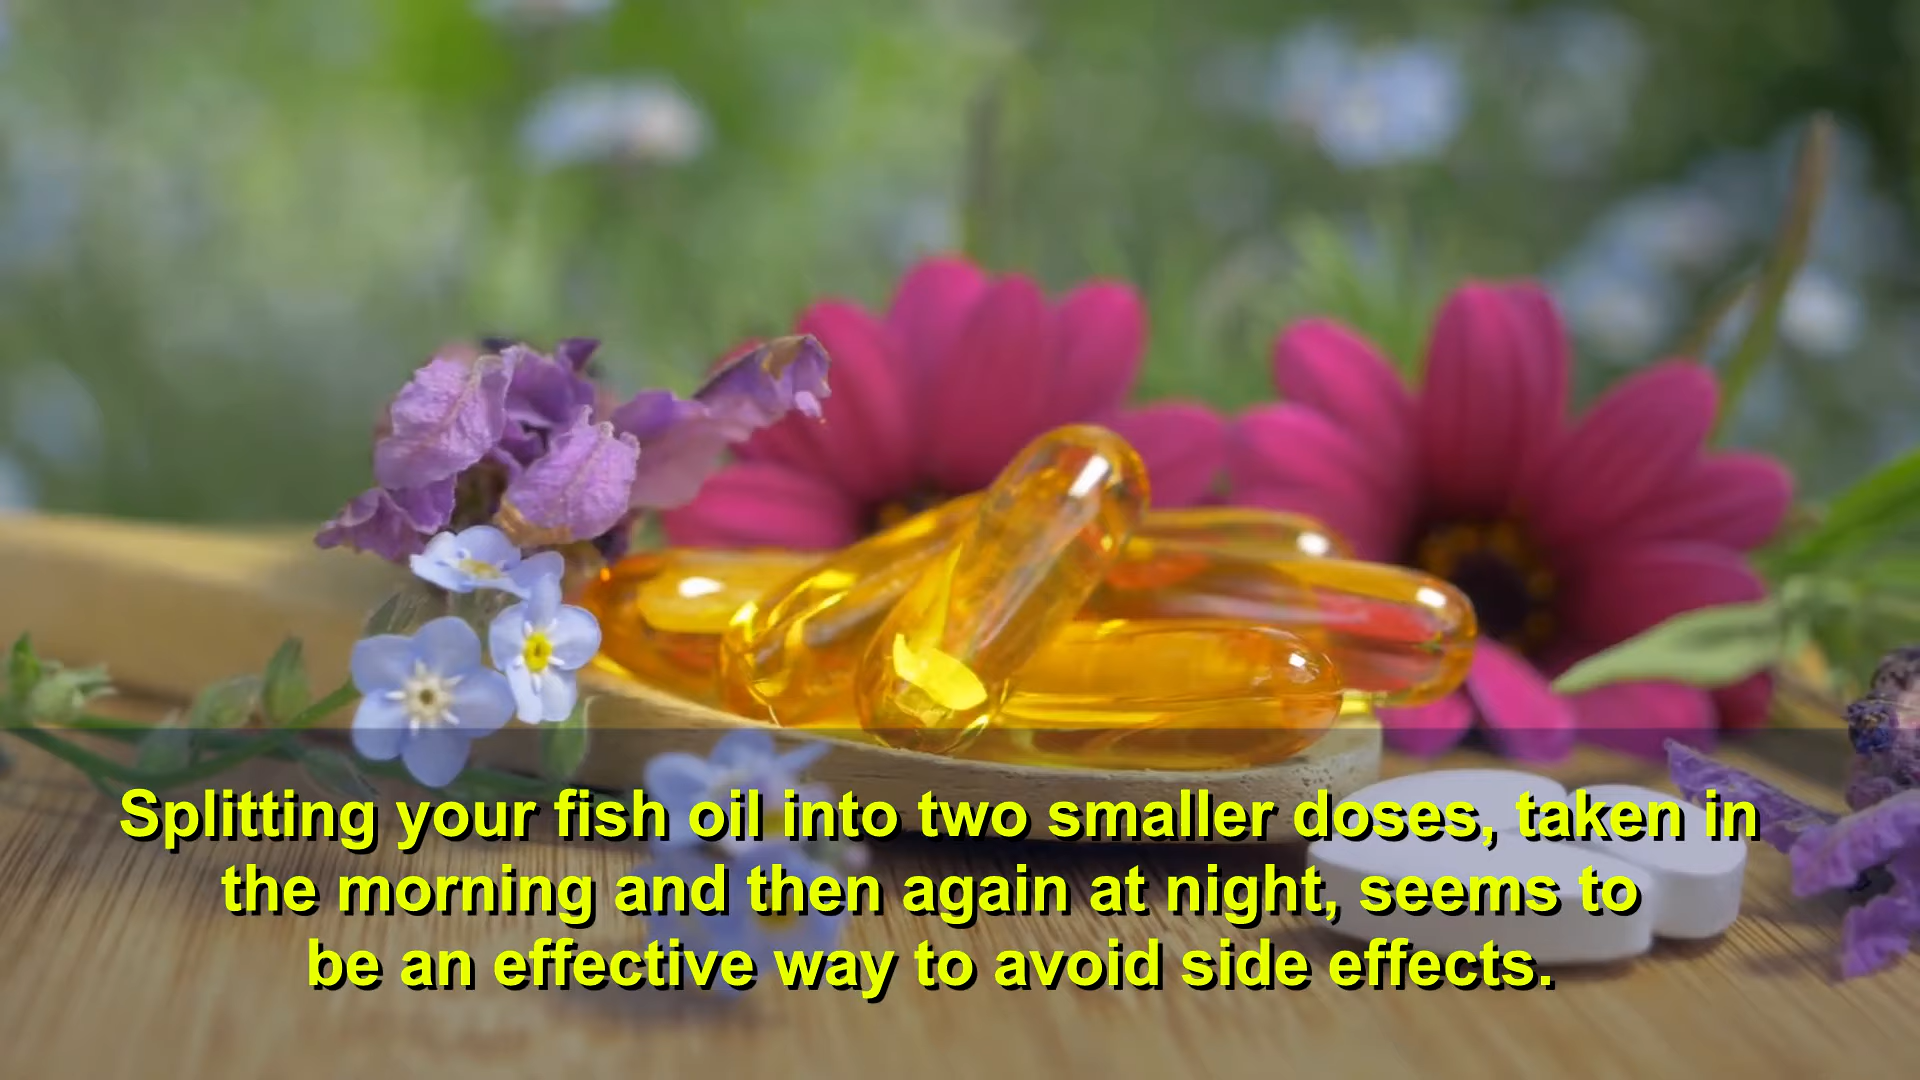 Splitting your fish oil into two smaller doses, taken in
the morning and then again at night, seems to
be an effective way to avoid side effects.